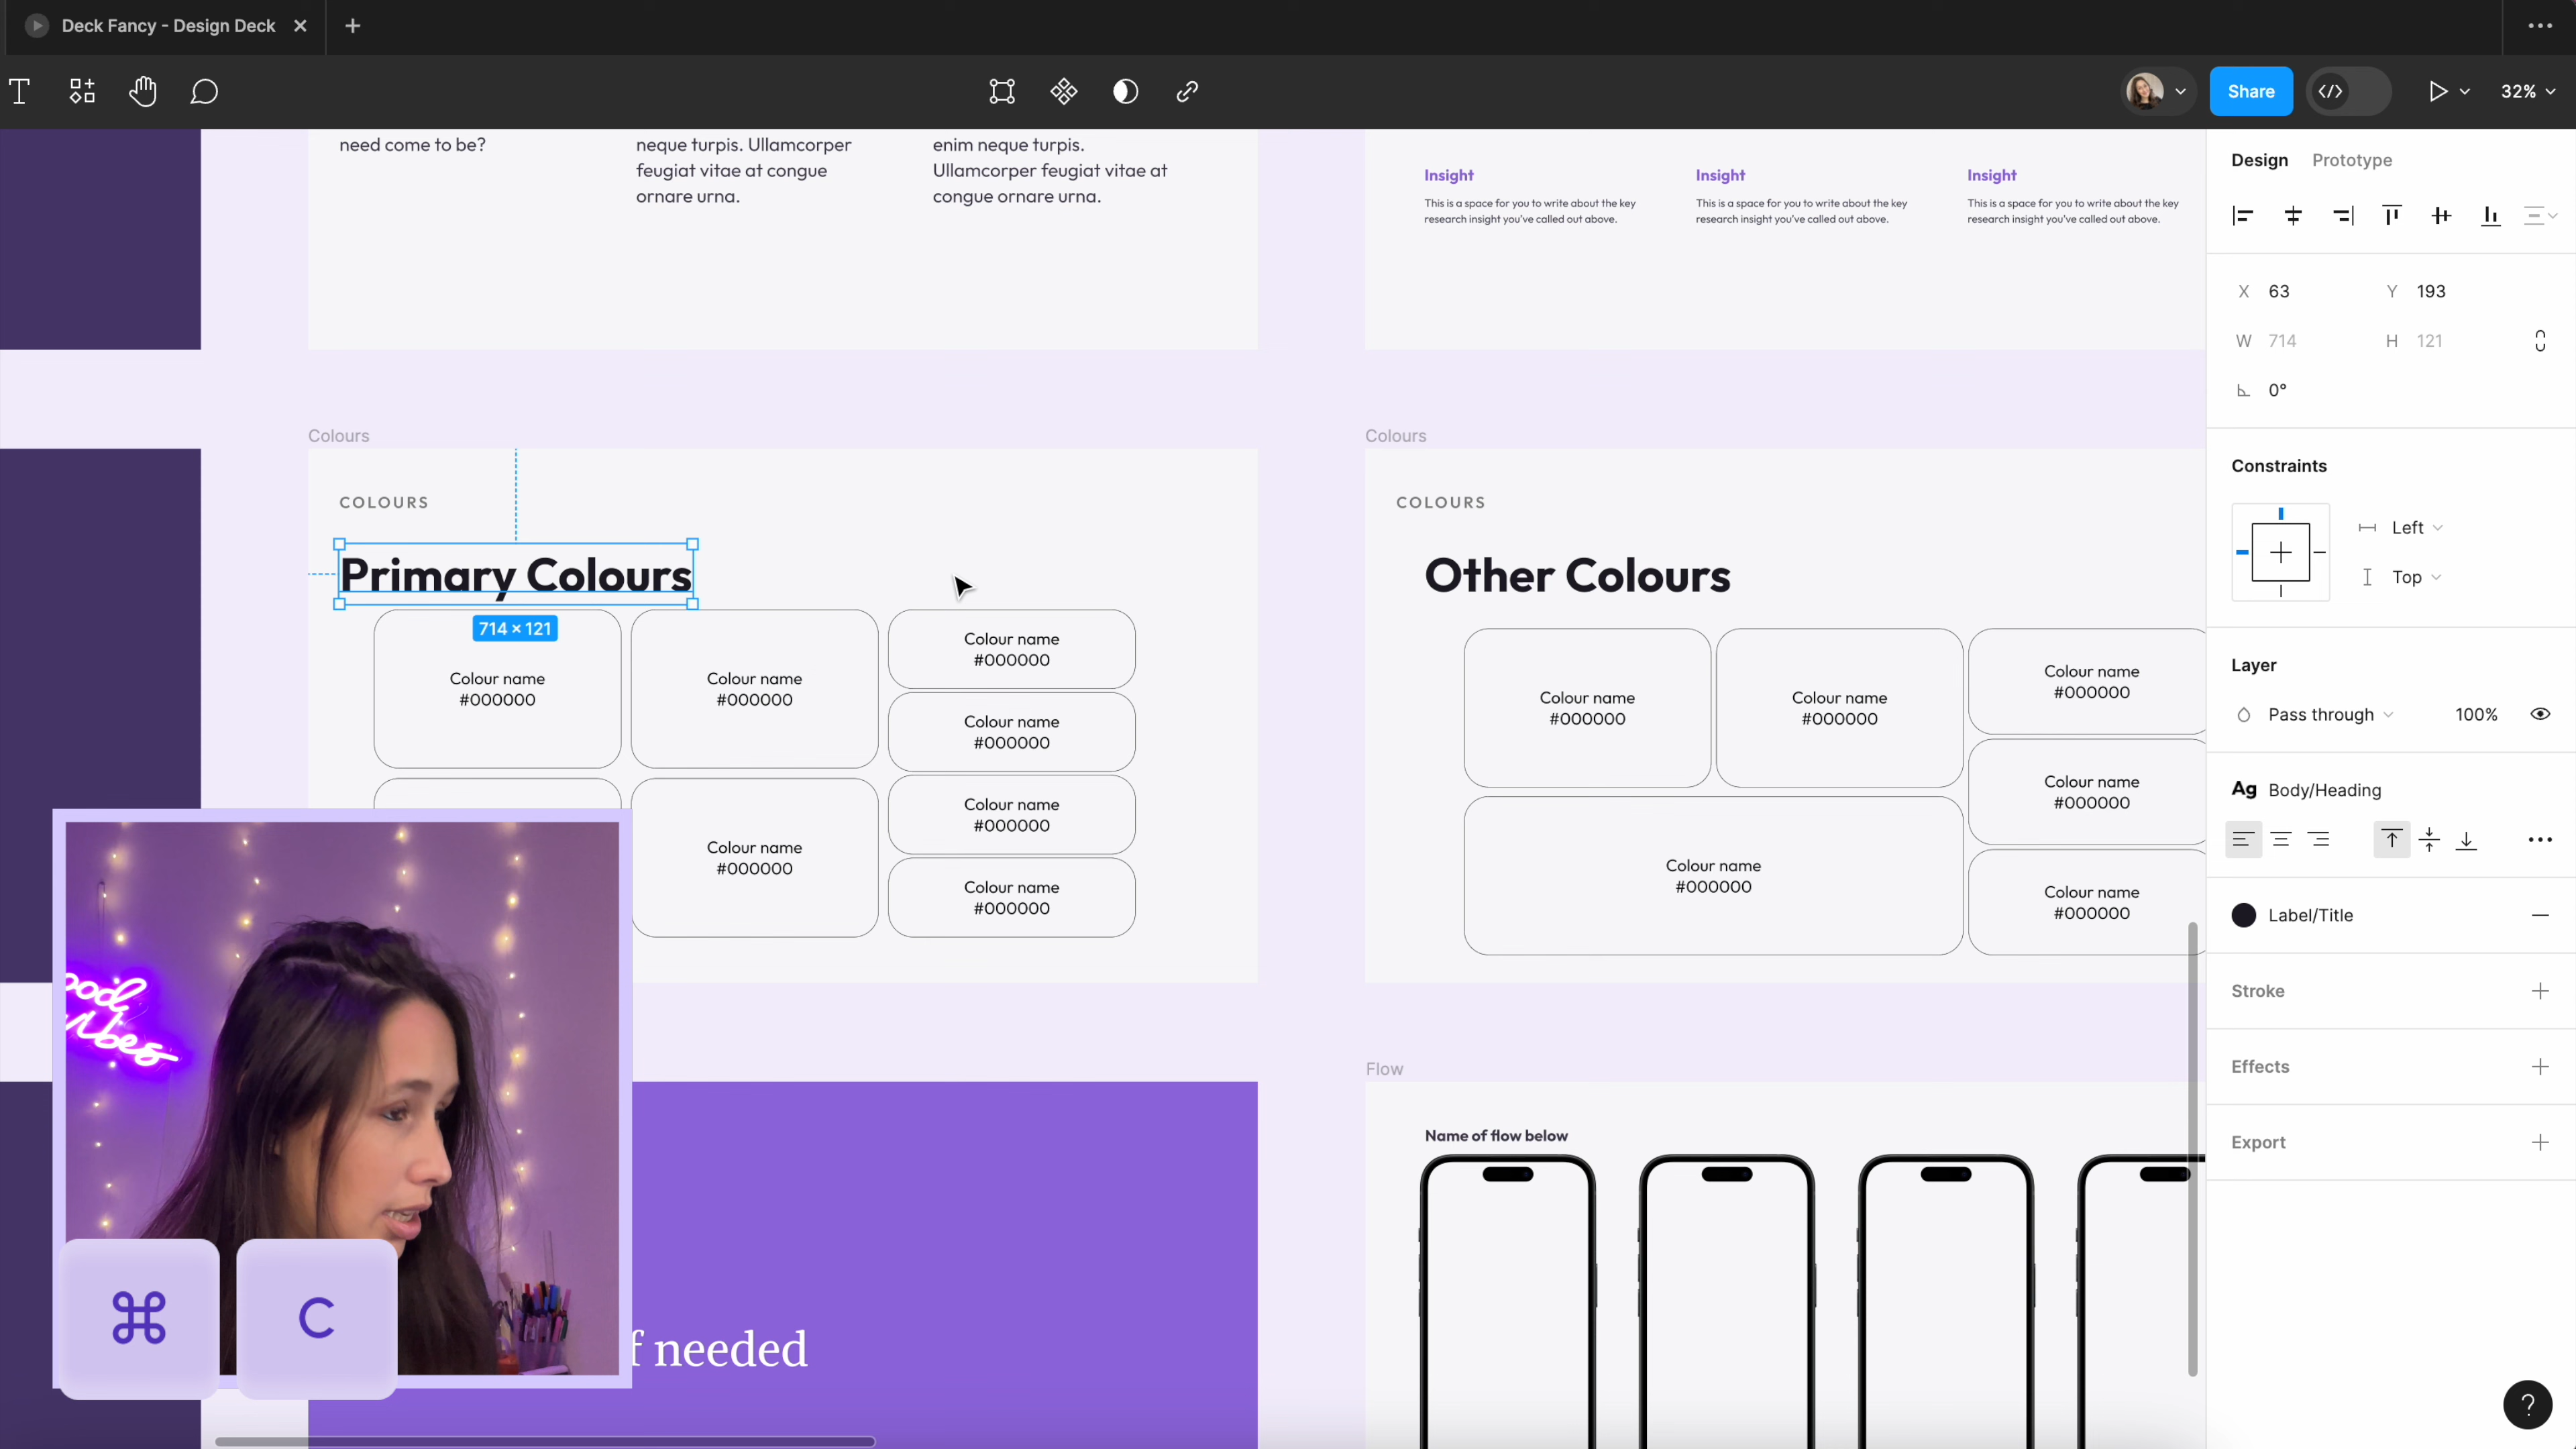 Deck Fancy - Design Deck
Share
32%
need come to be?
neque turpis. Ullamcorper
feugiat vitae at congue
ornare urna.
enim neque turpis.
Ullamcorper feugiat vitae at
congue ornare urna.
Insight
This is a space for you to write about the key
research insight you've called out above.
Insight
This is a space for you to write about the key
research insight you've called out above.
Insight
This is a space for you to write about the key
research insight you've called out above.
Colours
COLOURS
Primary Colours
714 × 121
Colour name
#000000
Colour name
#000000
Colour name
#000000
Colour name
#000000
Colour name
#000000
Colour name
#000000
Colour name
#000000
Colours
COLOURS
Other Colours
Colour name
#000000
Colour name
#000000
Colour name
#000000
Colour name
#000000
Colour name
#000000
Colour name
#000000
ood
vibes
⌘ C
f needed
Flow
Name of flow below
Design
Prototype
X 63
Y 193
W 714
H 121
0°
Constraints
Left
Top
Layer
Pass through
100%
Ag Body/Heading
Label/Title
Stroke
Effects
Export
?